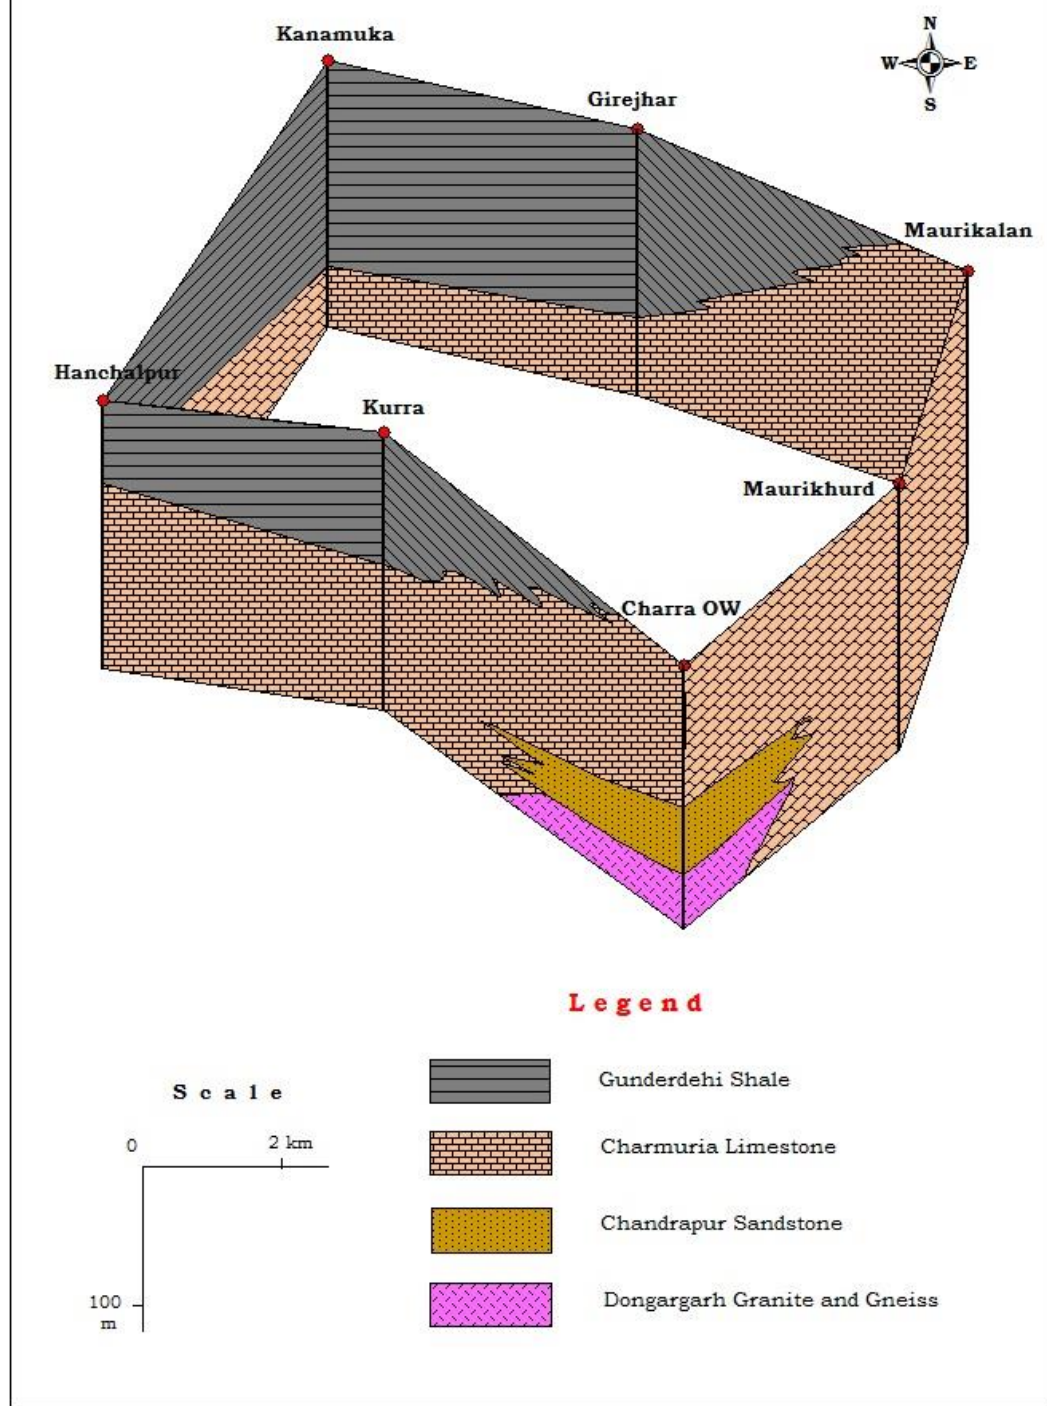 N
Kanamuka
W E
Girejhar
S
Maurikalan
Hanchalpur
Kurra
Maurikhurd
Charra OW
Legend
Gunderdehi Shale
Scale
0 2 km
Charmuria Limestone
Chandrapur Sandstone
100
m
Dongargarh Granite and Gneiss